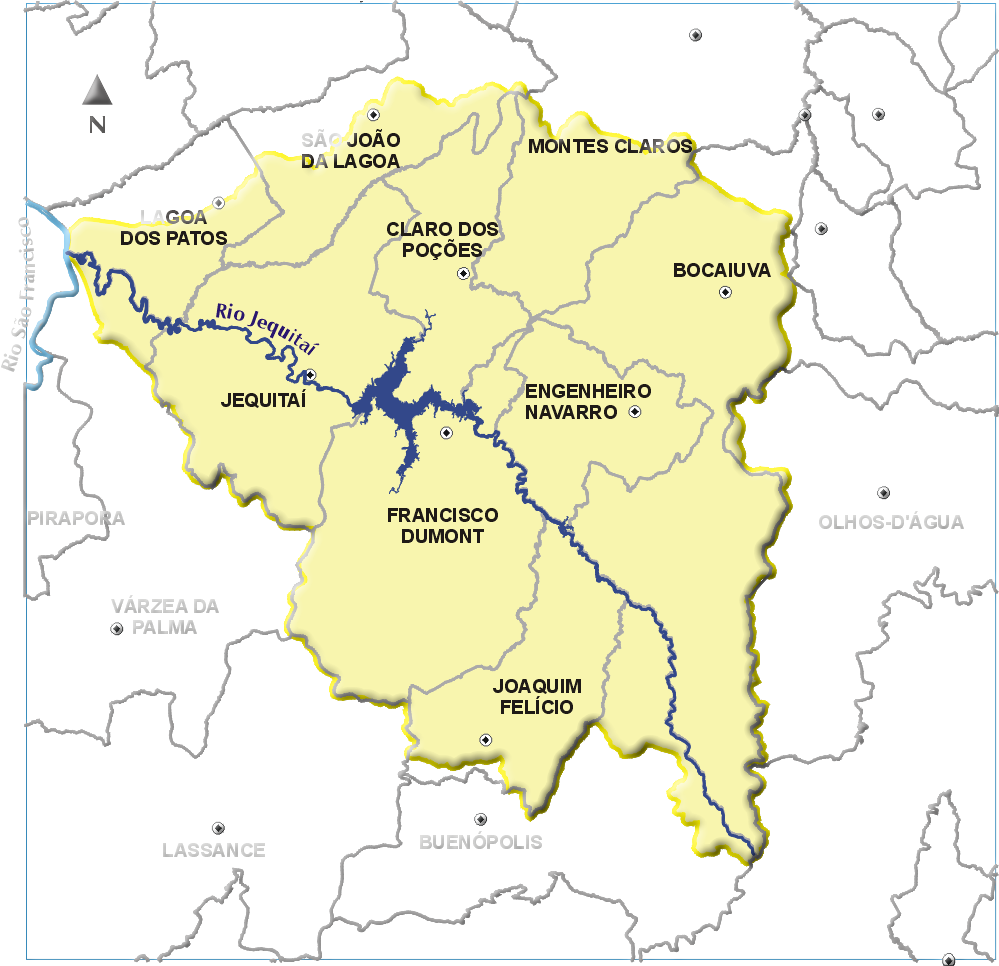 N
SÃO JOÃO
DA LAGOA
MONTES CLAROS
LAGOA
DOS PATOS
CLARO DOS
POÇÕES
BOCAIUVA
Rio São Francisco
Rio Jequitaí
JEQUITAÍ
ENGENHEIRO
NAVARRO
FRANCISCO
DUMONT
PIRAPORA
OLHOS-D'ÁGUA
VÁRZEA DA
PALMA
JOAQUIM
FELÍCIO
LASSANCE
BUENÓPOLIS